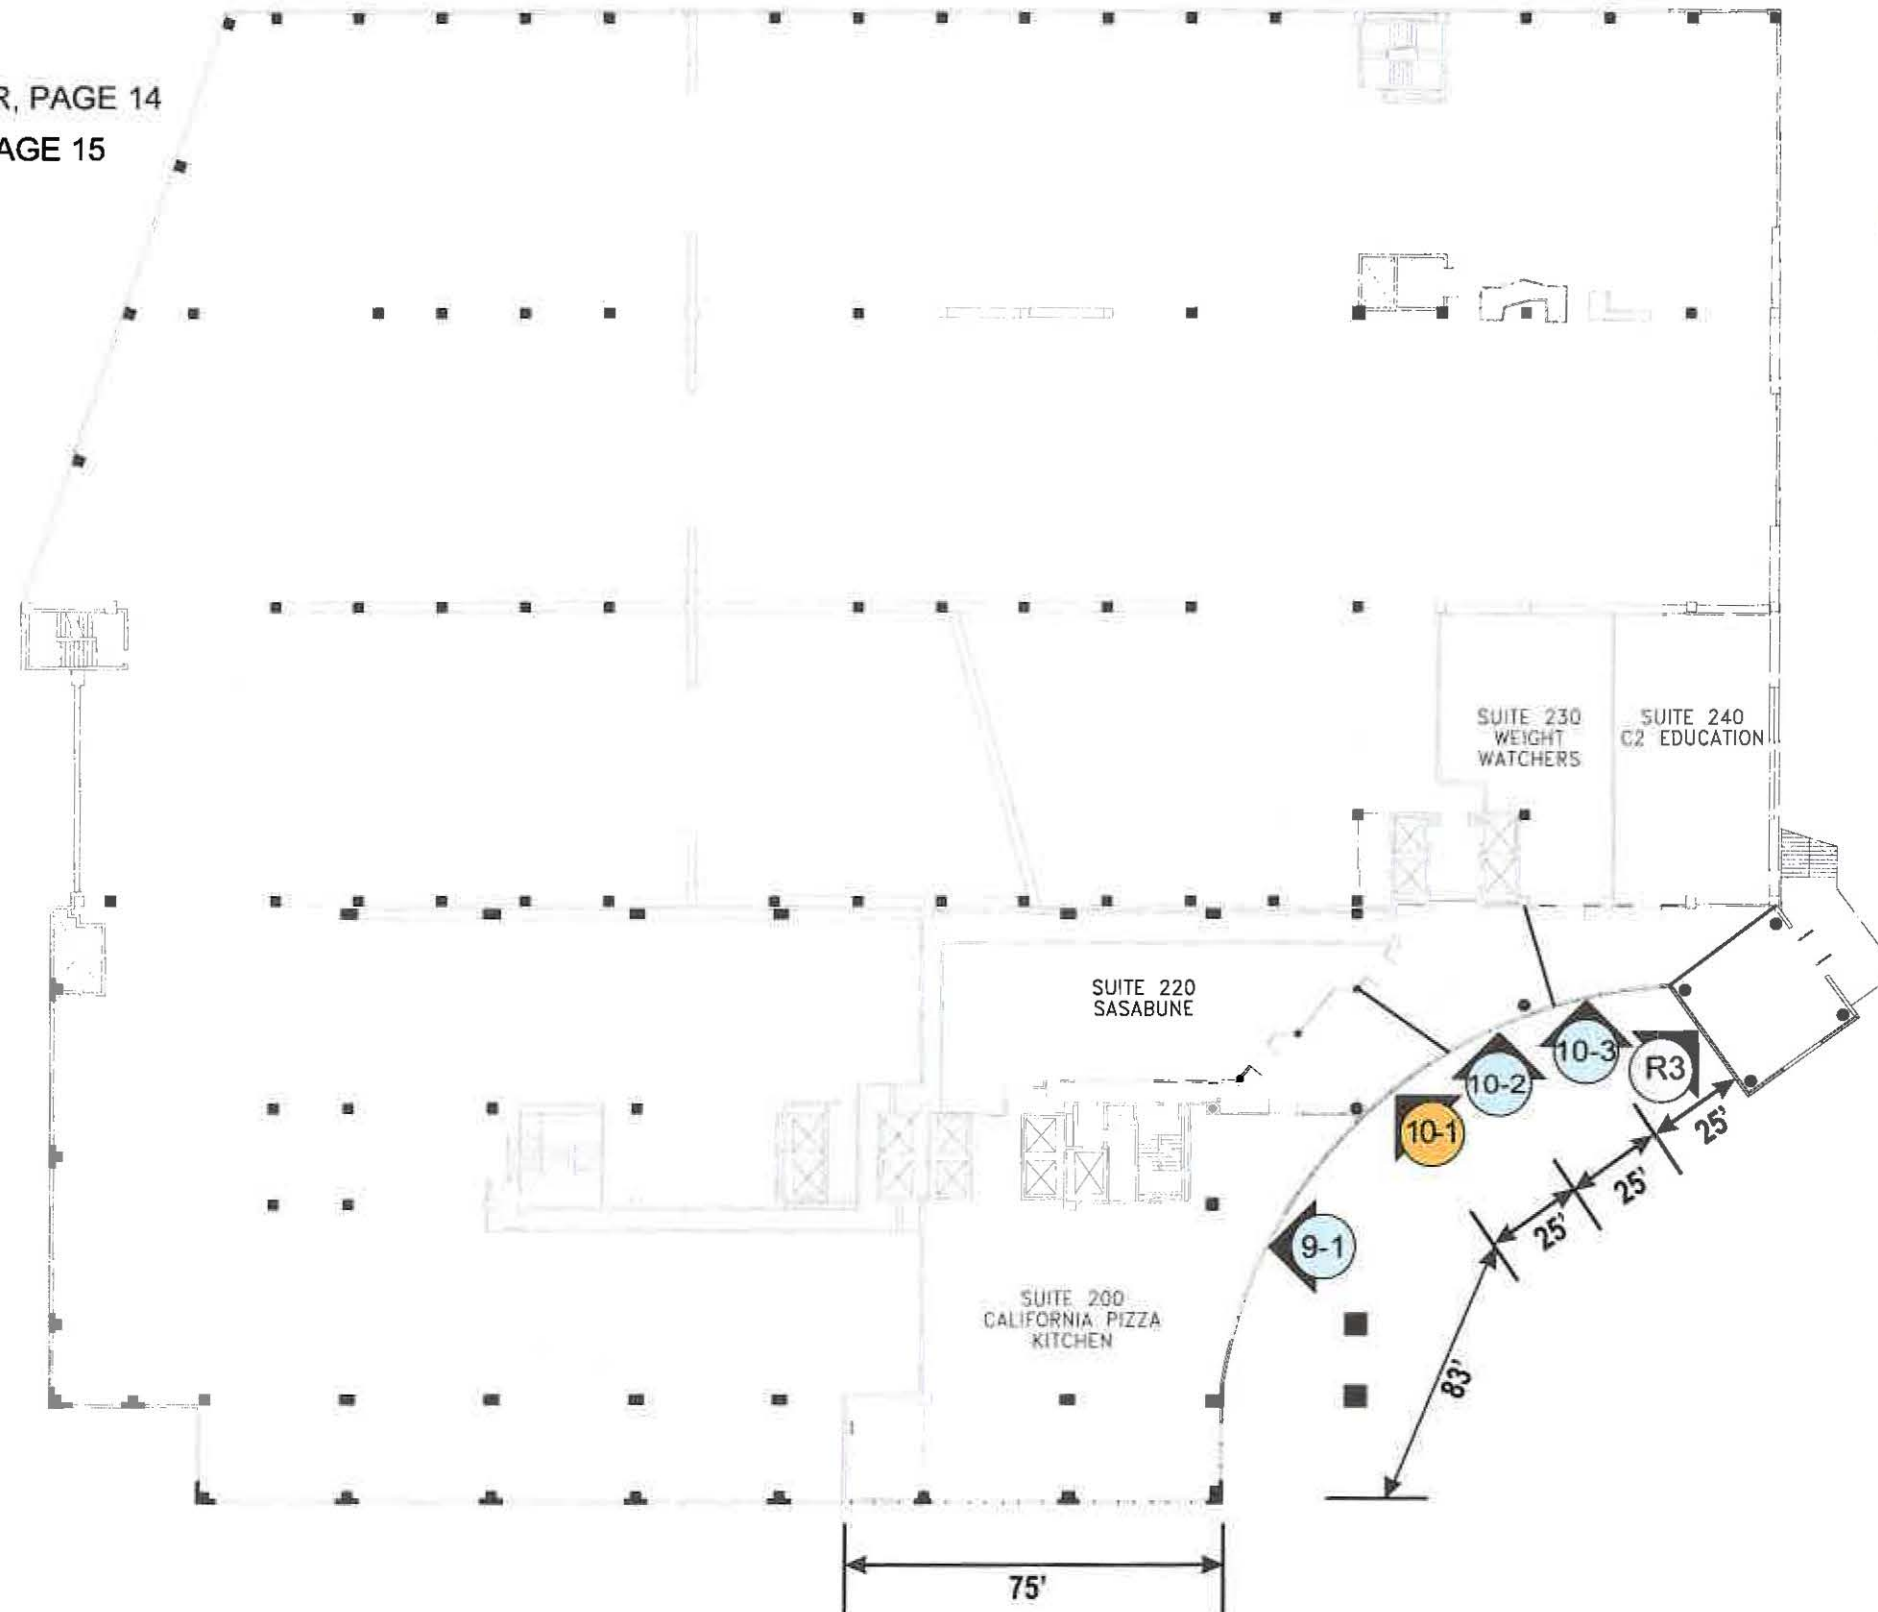 R, PAGE 14
AGE 15
SUITE 230
WEIGHT
WATCHERS
SUITE 240
C2 EDUCATION
SUITE 220
SASABUNE
10-3
R3
10-2
10-1
25'
25'
25'
9-1
SUITE 200
CALIFORNIA PIZZA
KITCHEN
83'
75'